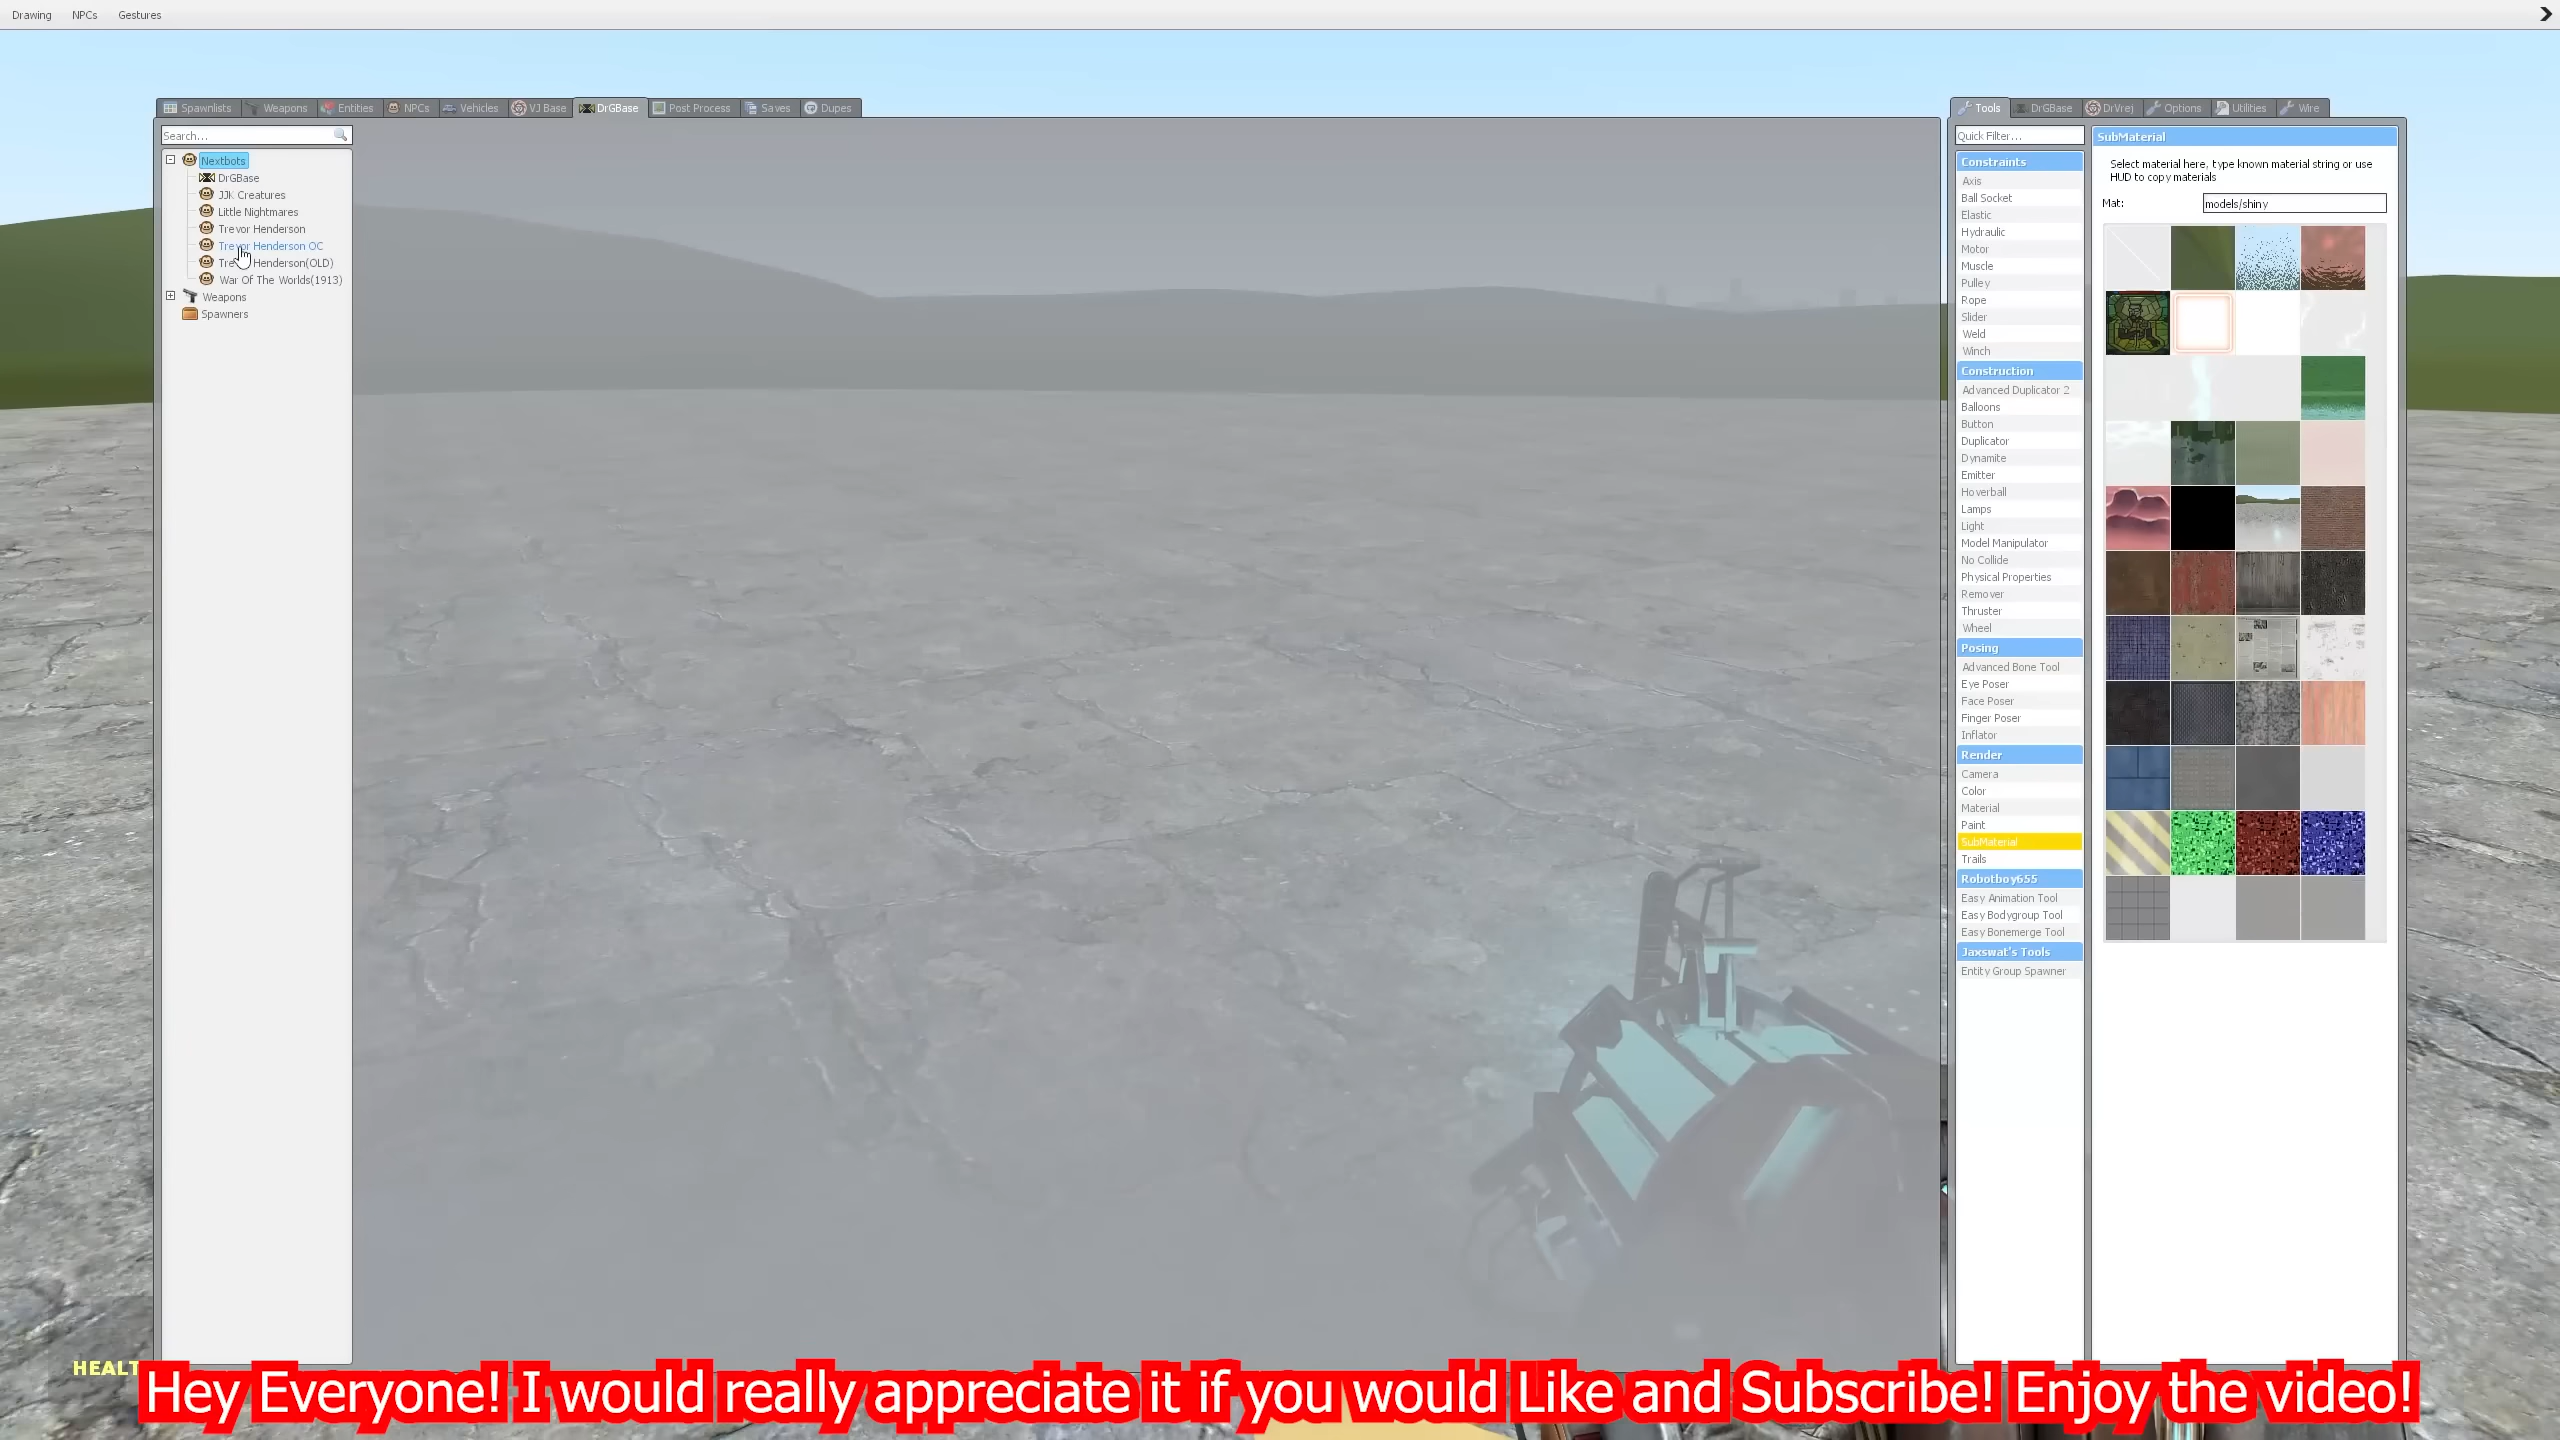 Drawing NPCs Gestures
Spawnlists Weapons Entities NPCs Vehicles VJ Base DrGBase Post Process Saves Dupes
Search...
Nextbots
DrGBase
JJK Creatures
Little Nightmares
Trevor Henderson
Trevor Henderson OC
Henderson(OLD)
War Of The Worlds(1913)
Weapons
Spawners
Tools DrGBase DrVrej Options Utilities Wire
Quick Filter...
Constraints
Axis
Ball Socket
Elastic
Hydraulic
Motor
Muscle
Pulley
Rope
Slider
Weld
Winch
Construction
Advanced Duplicator 2
Balloons
Button
Duplicator
Dynamite
Emitter
Hoverball
Lamps
Light
Model Manipulator
No Collide
Physical Properties
Remover
Thruster
Wheel
Posing
Advanced Bone Tool
Eye Poser
Face Poser
Finger Poser
Inflator
Render
Camera
Color
Material
Paint
SubMaterial
Trails
Robotboy655
Easy Animation Tool
Easy Bodygroup Tool
Easy Bonemerge Tool
Jaxswat's Tools
Entity Group Spawner
SubMaterial
Select material here, type known material string or use
HUD to copy materials
Mat: models/shiny
HEALT
Hey Everyone! I would really appreciate it if you would Like and Subscribe! Enjoy the video!